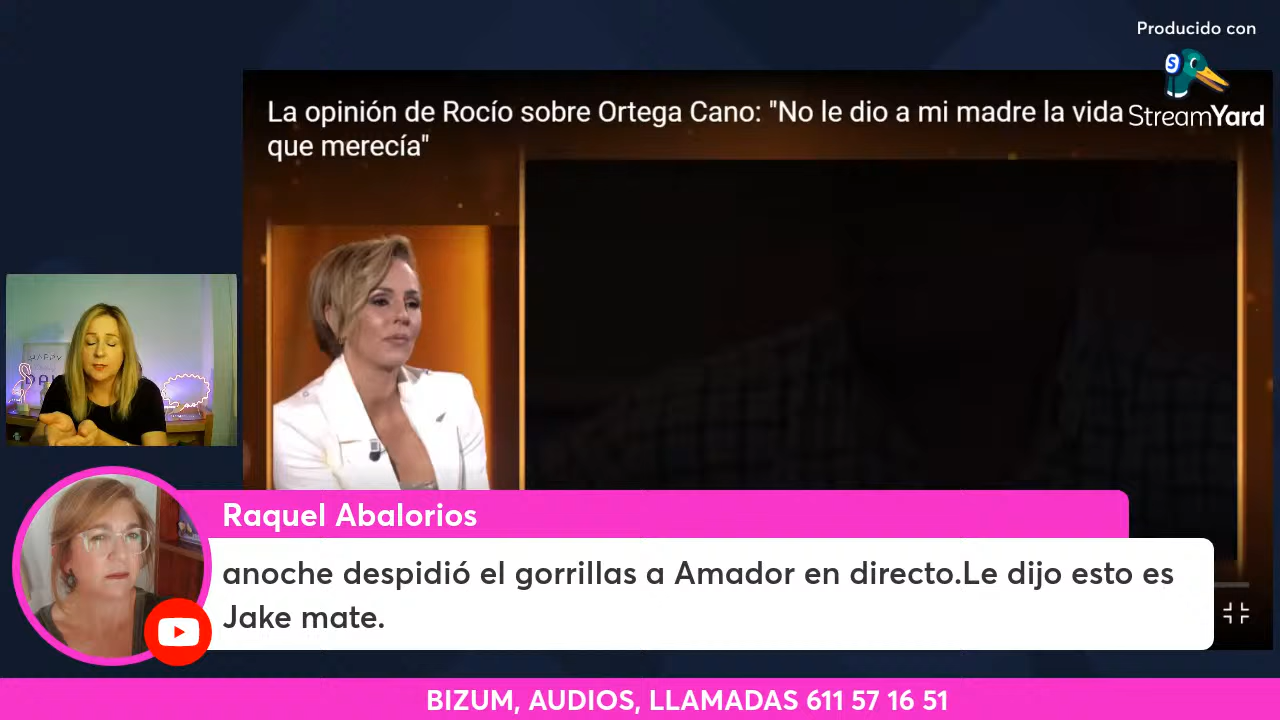 Producido con
StreamYard
La opinión de Rocío sobre Ortega Cano: "No le dio a mi madre la vida
que merecía"
Raquel Abalorios
anoche despidió el gorrillas a Amador en directo.Le dijo esto es
Jake mate.
BIZUM, AUDIOS, LLAMADAS 611 57 16 51